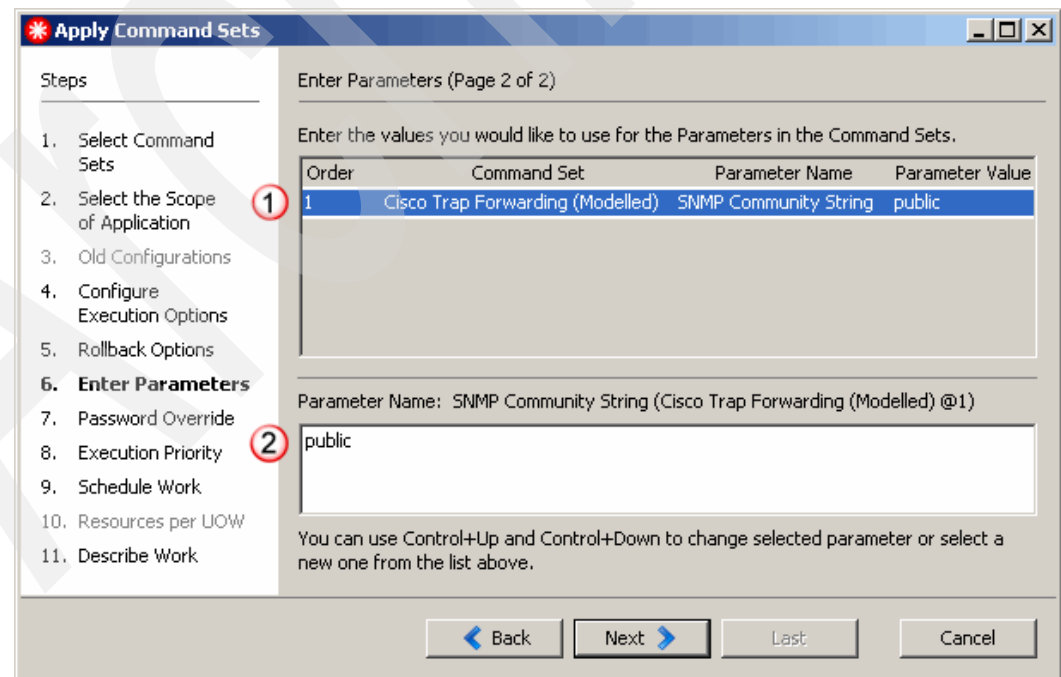 Apply Command Sets
Steps
1. Select Command
Sets
2. Select the Scope
of Application
3. Old Configurations
4. Configure
Execution Options
5. Rollback Options
6. Enter Parameters
7. Password Override
8. Execution Priority
9. Schedule Work
10. Resources per UOW
11. Describe Work
Enter Parameters (Page 2 of 2)
Enter the values you would like to use for the Parameters in the Command Sets.
Order Command Set Parameter Name Parameter Value
1
1 Cisco Trap Forwarding (Modelled) SNMP Community String public
Parameter Name: SNMP Community String (Cisco Trap Forwarding (Modelled) @1)
2
public
You can use Control+Up and Control+Down to change selected parameter or select a
new one from the list above.
Back Next Last Cancel